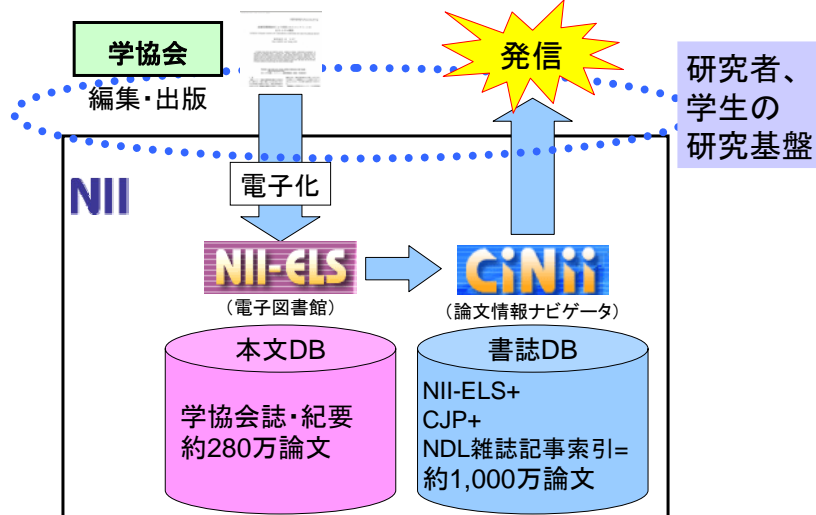 学協会
編集・出版
発信
研究者、
学生の
研究基盤
NII
電子化
NII-ELS
(電子図書館)
CiNii
(論文情報ナビゲータ)
本文DB
学協会誌・紀要
約280万論文
書誌DB
NII-ELS+
CJP+
NDL雑誌記事索引=
約1,000万論文